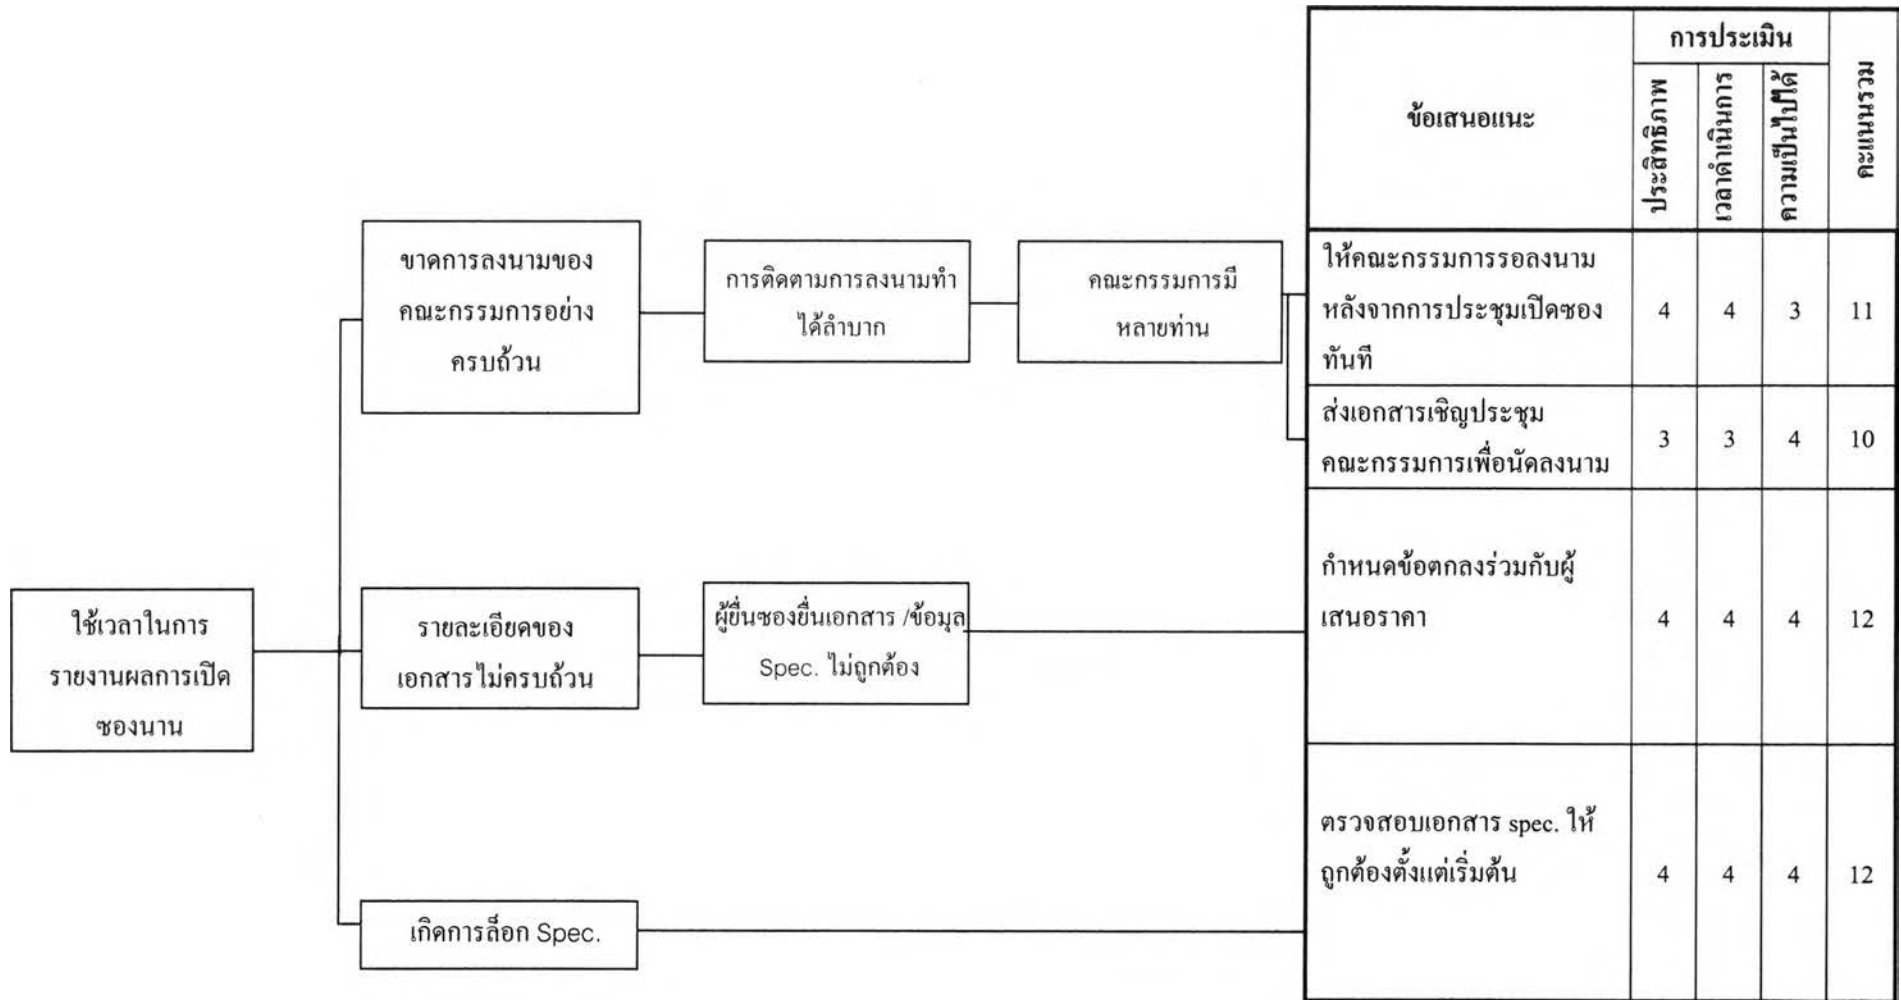 ข้อเสนอแนะ
การประเมิน
ประสิทธิภาพ
เวลาดำเนินการ
ความเป็นไปได้
คะแนนรวม
ขาดการลงนามของ
คณะกรรมการอย่าง
ครบถ้วน
การติดตามการลงนามทำ
ได้ลำบาก
คณะกรรมการมี
หลายท่าน
ให้คณะกรรมการรอลงนาม
หลังจากการประชุมเปิดซอง
ทันที
4 4 3 11
ส่งเอกสารเชิญประชุม
คณะกรรมการเพื่อนัดลงนาม
3 3 4 10
ใช้เวลาในการ
รายงานผลการเปิด
ซองนาน
รายละเอียดของ
เอกสารไม่ครบถ้วน
ผู้ยื่นซองยื่นเอกสาร /ข้อมุล
Spec. ไม่ถูกต้อง
กำหนดข้อตกลงร่วมกับผู้
เสนอราคา
4 4 4 12
เกิดการล็อก Spec.
ตรวจสอบเอกสาร spec. ให้
ถูกต้องตั้งแต่เริ่มต้น
4 4 4 12